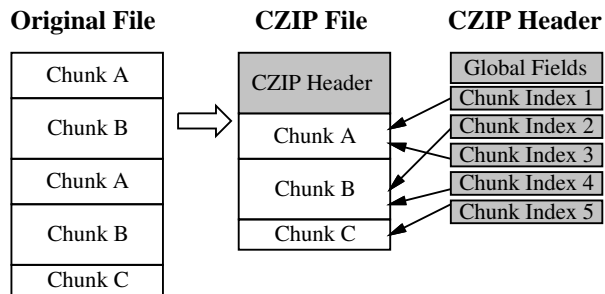 Original File
CZIP File
CZIP Header
Chunk A
Chunk B
Chunk A
Chunk B
Chunk C
CZIP Header
Chunk A
Chunk B
Chunk C
Global Fields
Chunk Index 1
Chunk Index 2
Chunk Index 3
Chunk Index 4
Chunk Index 5